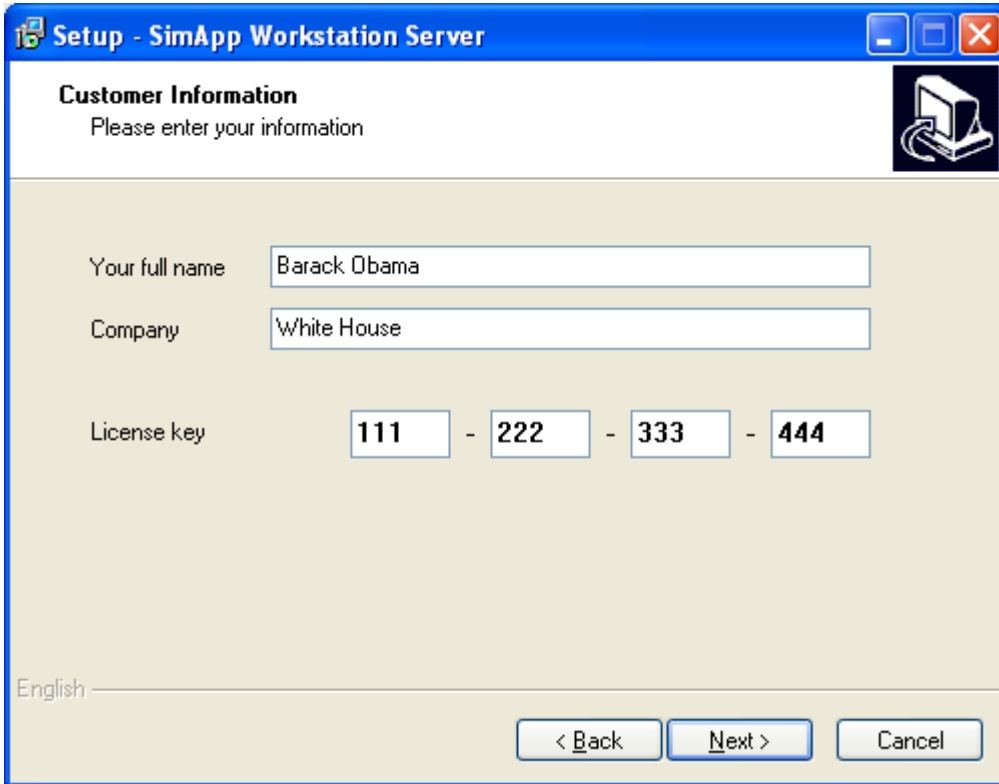 Setup - SimApp Workstation Server
Customer Information
Please enter your information
Your full name Barack Obama
Company White House
License key 111 - 222 - 333 - 444
English
< Back Next > Cancel